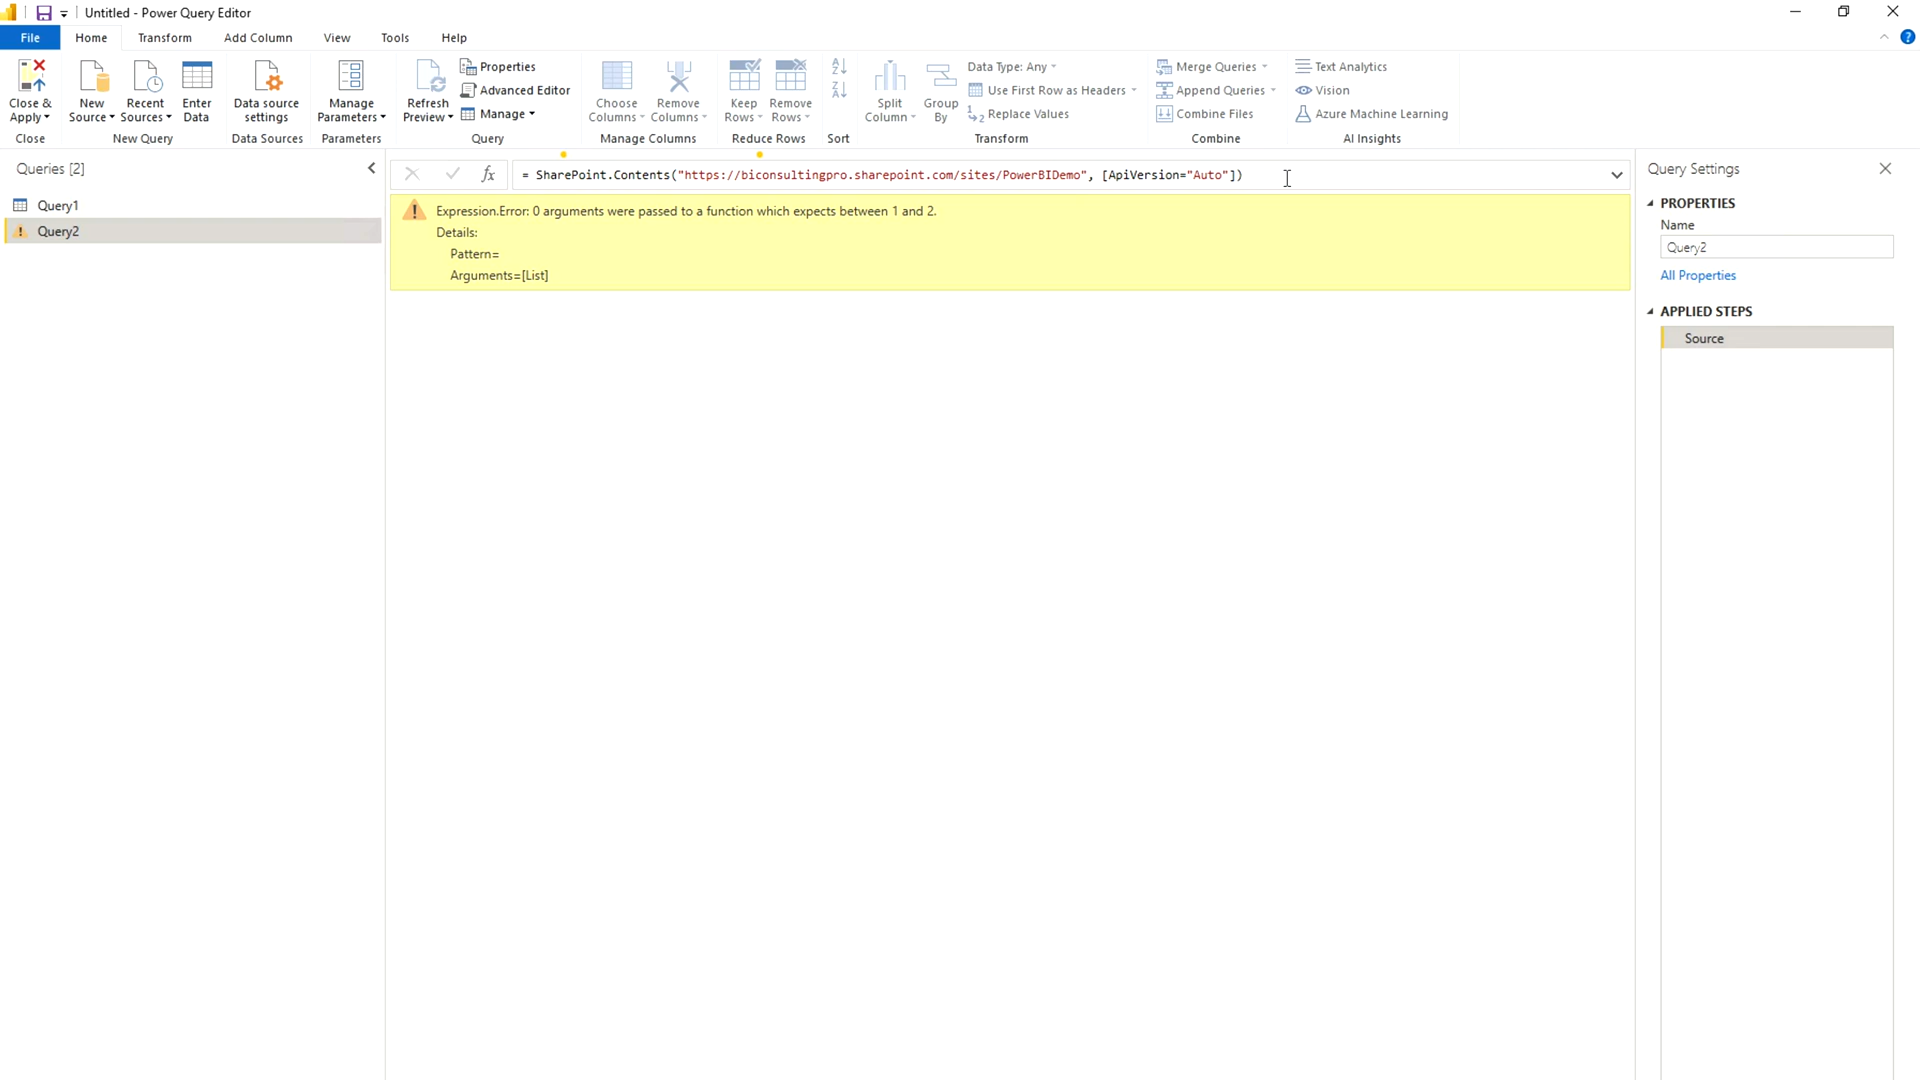 Untitled - Power Query Editor
File Home Transform Add Column View Tools Help
Close & Apply
New Source
Recent Sources
Enter Data
Data source settings
Manage Parameters
Refresh Preview
Properties
Advanced Editor
Manage
Choose Columns
Remove Columns
Keep Rows
Remove Rows
Split Column
Group By
Data Type: Any
Use First Row as Headers
1→2 Replace Values
Merge Queries
Append Queries
Combine Files
Text Analytics
Vision
Azure Machine Learning
Close New Query Data Sources Parameters Query Manage Columns Reduce Rows Sort Transform Combine AI Insights
Queries [2]
Query1
Query2
fx = SharePoint.Contents("https://biconsultingpro.sharepoint.com/sites/PowerBIDemo", [ApiVersion="Auto"])
Expression.Error: 0 arguments were passed to a function which expects between 1 and 2.
Details:
Pattern=
Arguments=[List]
Query Settings
PROPERTIES
Name
Query2
All Properties
APPLIED STEPS
Source